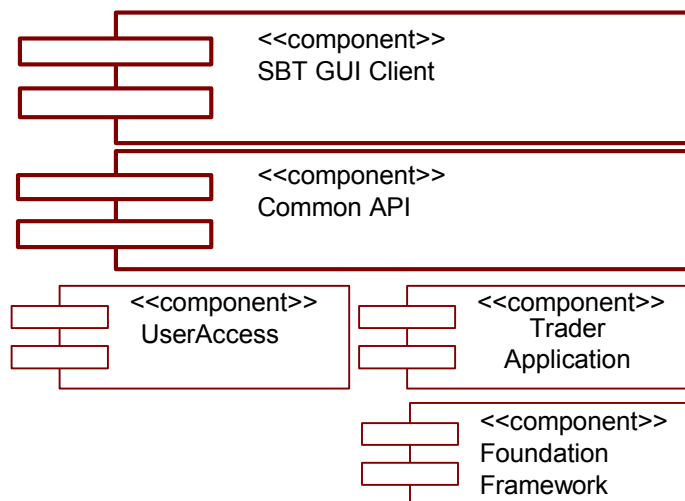 <<component>>
SBT GUI Client
<<component>>
Common API
<<component>>
UserAccess
<<component>>
Trader
Application
<<component>>
Foundation
Framework